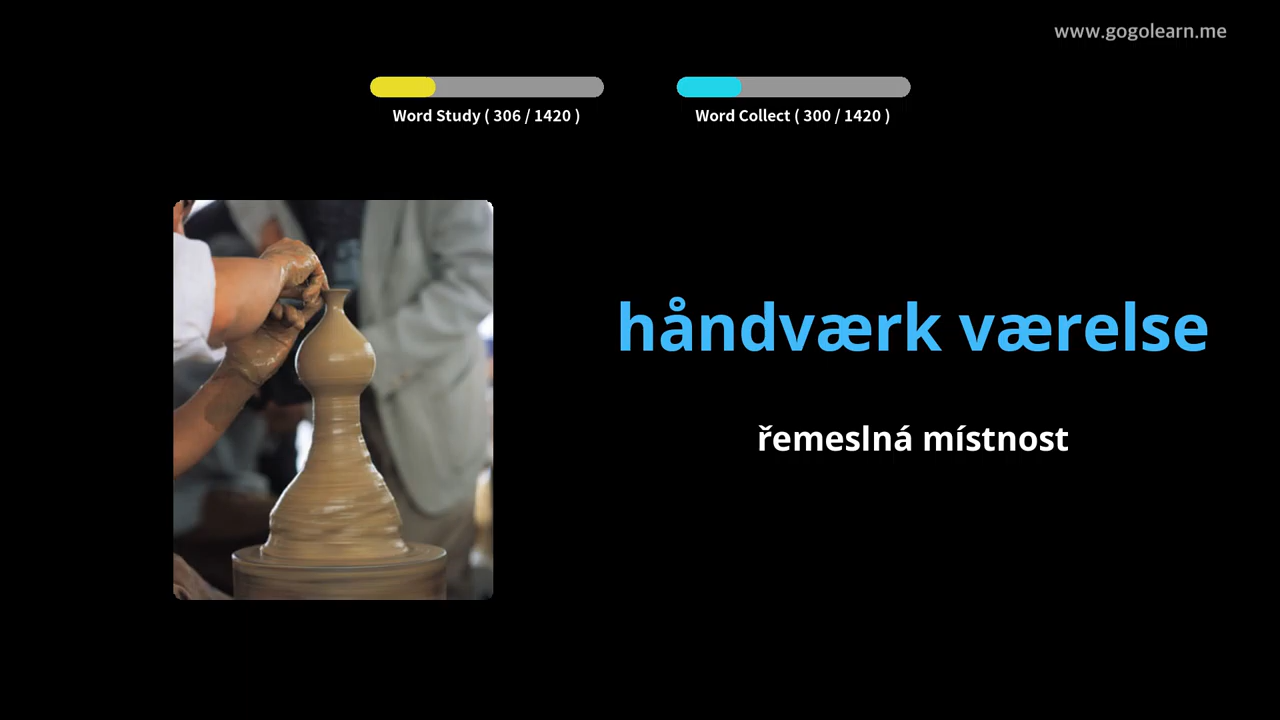 www.gogolearn.me
Word Study ( 306 / 1420 )
Word Collect ( 300 / 1420 )
håndværk værelse
řemeslná místnost